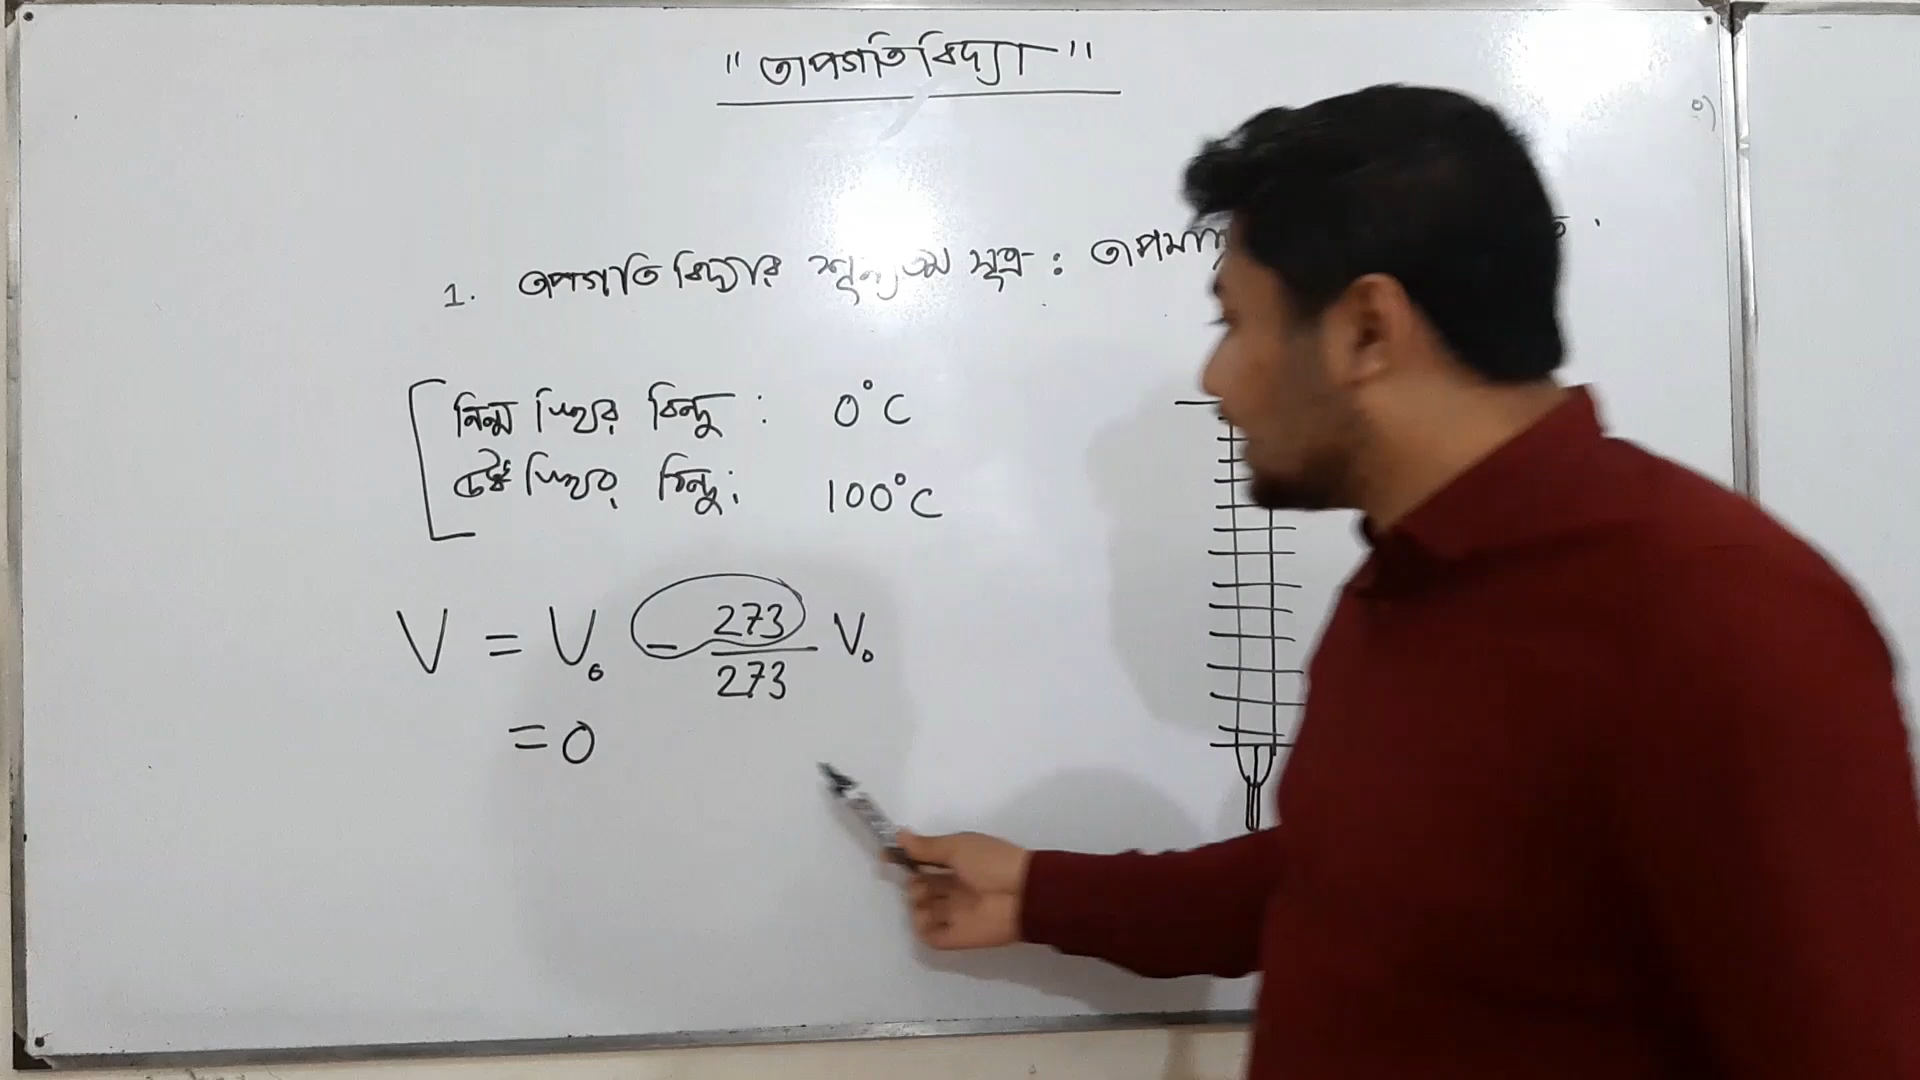 "তাপগতিবিদ্যা"
1. তাপগতিবিদ্যার শূন্যতম সূত্র : তাপমা
নিম্ন স্থির বিন্দু : 0°C
ঊর্ধ্ব স্থির বিন্দু : 100°C
V = V₀ - 273/273 V₀
= 0